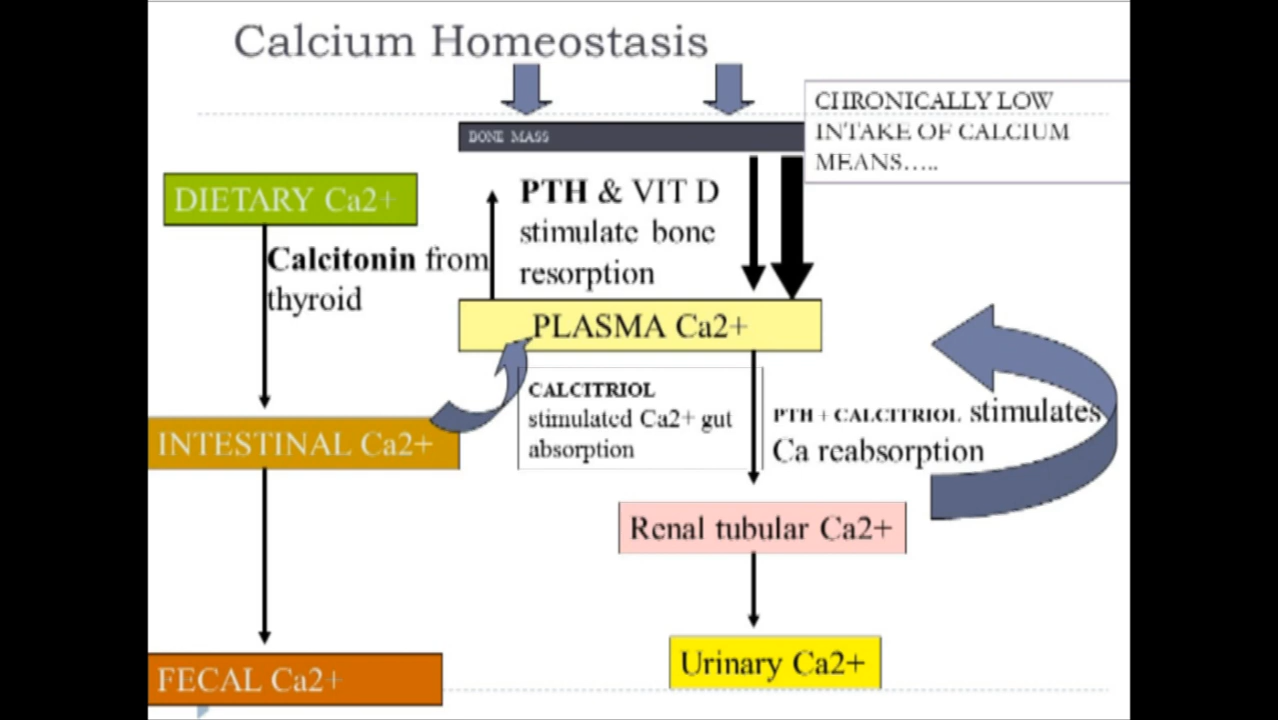 Calcium Homeostasis
CHRONICALLY LOW
INTAKE OF CALCIUM
MEANS.....
BONE MASS
DIETARY Ca2+
PTH & VIT D
stimulate bone
resorption
Calcitonin from
thyroid
PLASMA Ca2+
CALCITRIOL
stimulated Ca2+ gut
absorption
PTH + CALCITRIOL stimulates
Ca reabsorption
INTESTINAL Ca2+
Renal tubular Ca2+
Urinary Ca2+
FECAL Ca2+